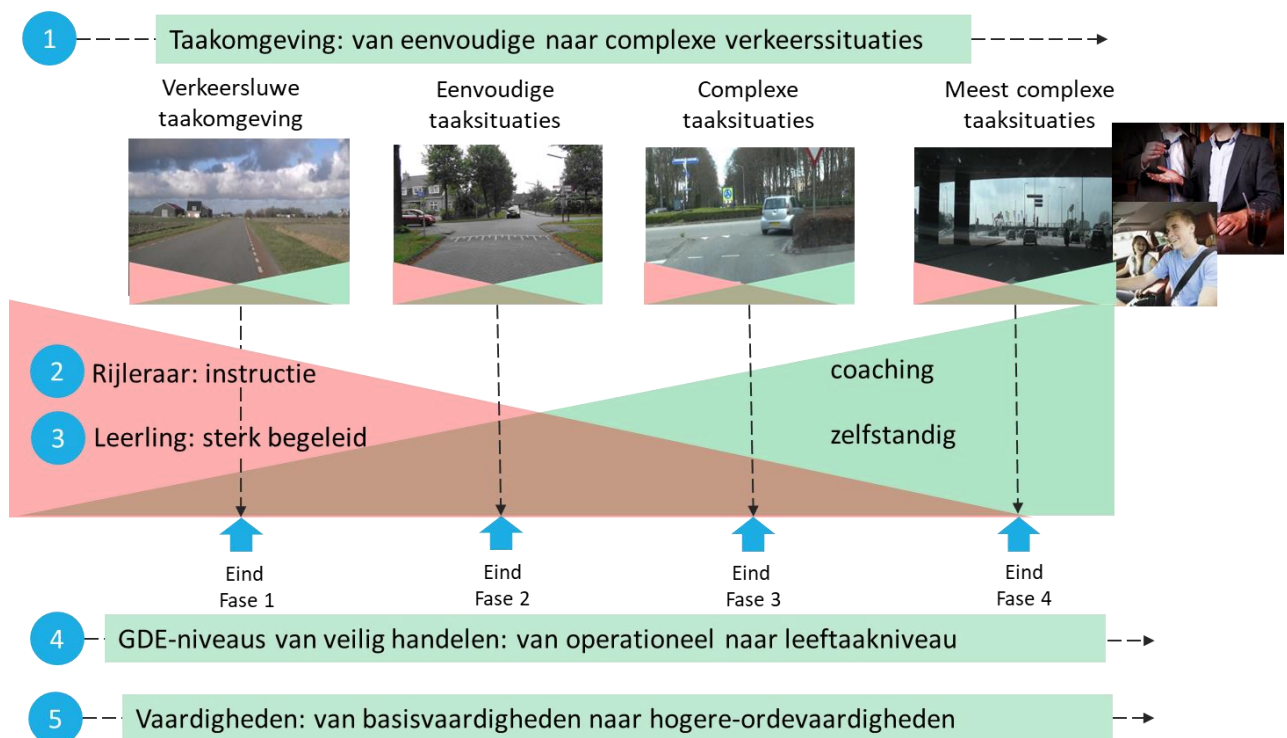 1
Taakomgeving: van eenvoudige naar complexe verkeerssituaties
Verkeersluwe
taakomgeving
Eenvoudige
taaksituaties
Complexe
taaksituaties
Meest complexe
taaksituaties
2
Rijleraar: instructie
coaching
3
Leerling: sterk begeleid
zelfstandig
Eind
Fase 1
Eind
Fase 2
Eind
Fase 3
Eind
Fase 4
4
GDE-niveaus van veilig handelen: van operationeel naar leeftaakniveau
5
Vaardigheden: van basisvaardigheden naar hogere-ordevaardigheden